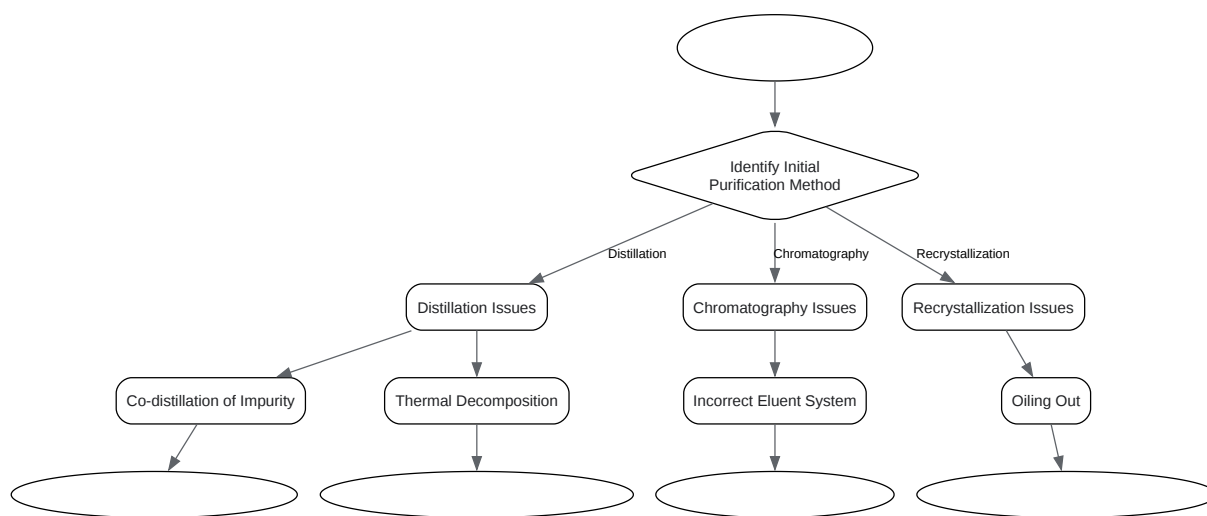 Identify Initial
Purification Method
Distillation
Chromatography
Recrystallization
Distillation Issues
Chromatography Issues
Recrystallization Issues
Co-distillation of Impurity
Thermal Decomposition
Incorrect Eluent System
Oiling Out